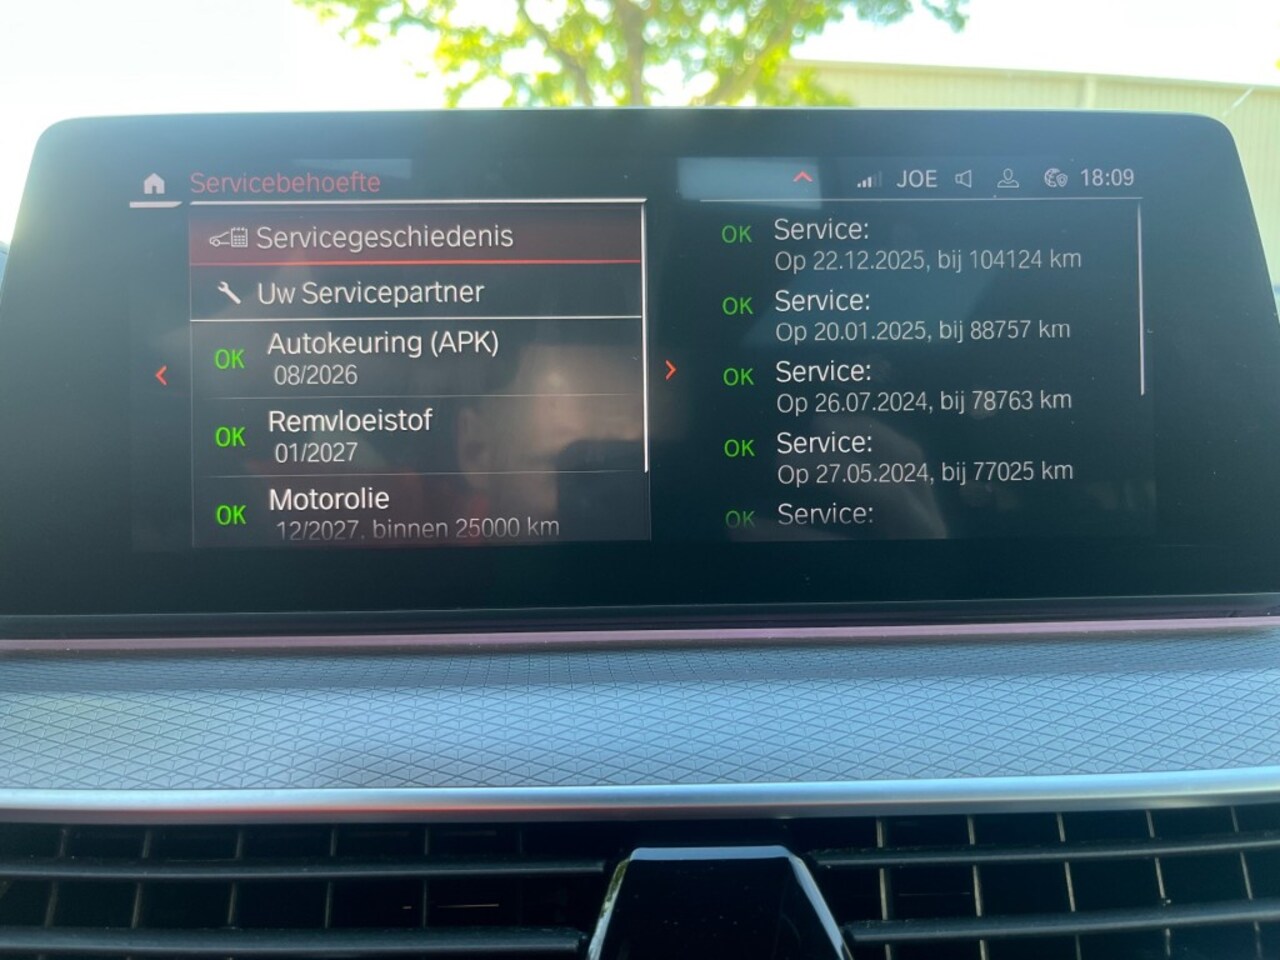 Servicebehoefte
JOE
18:09
Servicegeschiedenis
Uw Servicepartner
OK
Autokeuring (APK)
08/2026
OK
Remvloeistof
01/2027
OK
Motorolie
12/2027, binnen 25000 km
OK
Service:
Op 22.12.2025, bij 104124 km
OK
Service:
Op 20.01.2025, bij 88757 km
OK
Service:
Op 26.07.2024, bij 78763 km
OK
Service:
Op 27.05.2024, bij 77025 km
OK
Service: